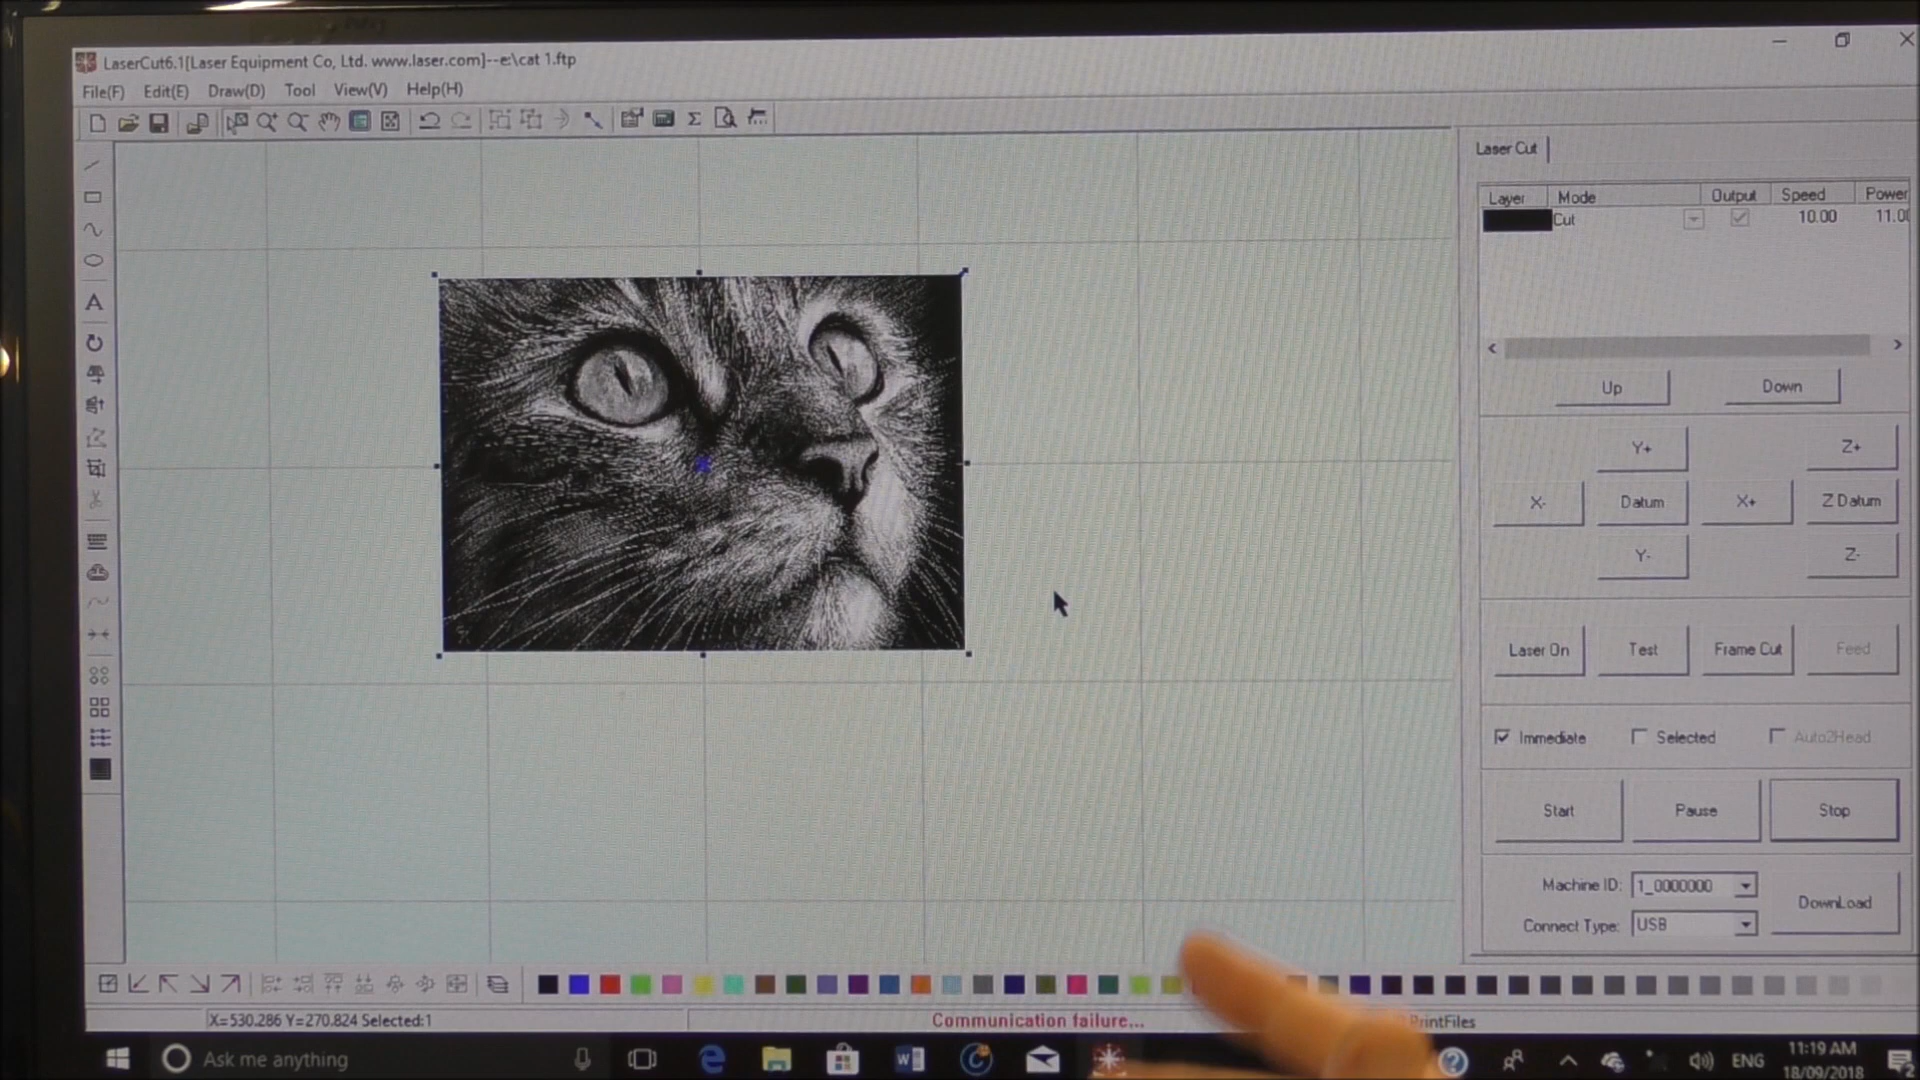 LaserCut6.1[Laser Equipment Co, Ltd. www.laser.com]--e:\cat 1.ftp
File(F) Edit(E) Draw(D) Tool View(V) Help(H)
Laser Cut
Layer Mode Output Speed Power
Cut 10.00 11.0
Up Down
Y+ Z+
X- Datum X+ Z Datum
Y- Z-
Laser On Test Frame Cut Feed
Immediate Selected Auto2Head
Start Pause Stop
Machine ID: 1_0000000
DownLoad
Connect Type: USB
X=530.286 Y=270.824 Selected:1
Communication failure...
PrintFiles
Ask me anything
ENG
11:19 AM
18/09/2018